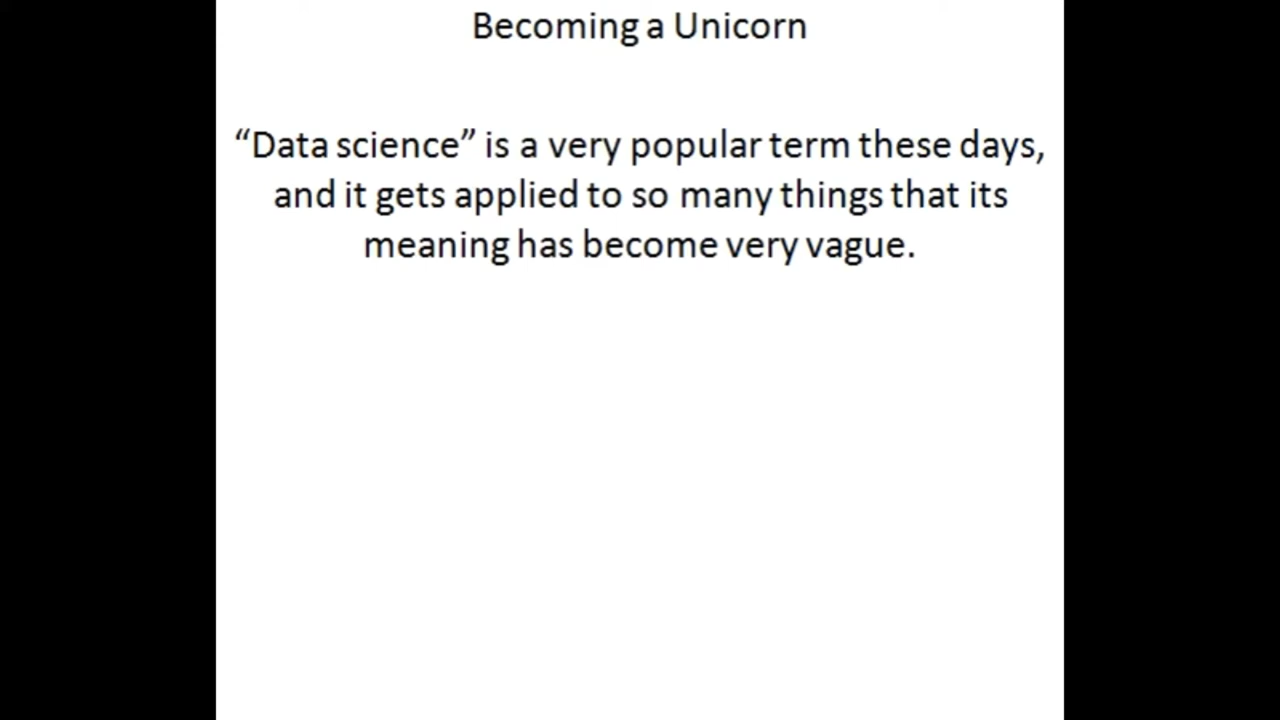 Becoming a Unicorn
“Data science” is a very popular term these days,
and it gets applied to so many things that its
meaning has become very vague.